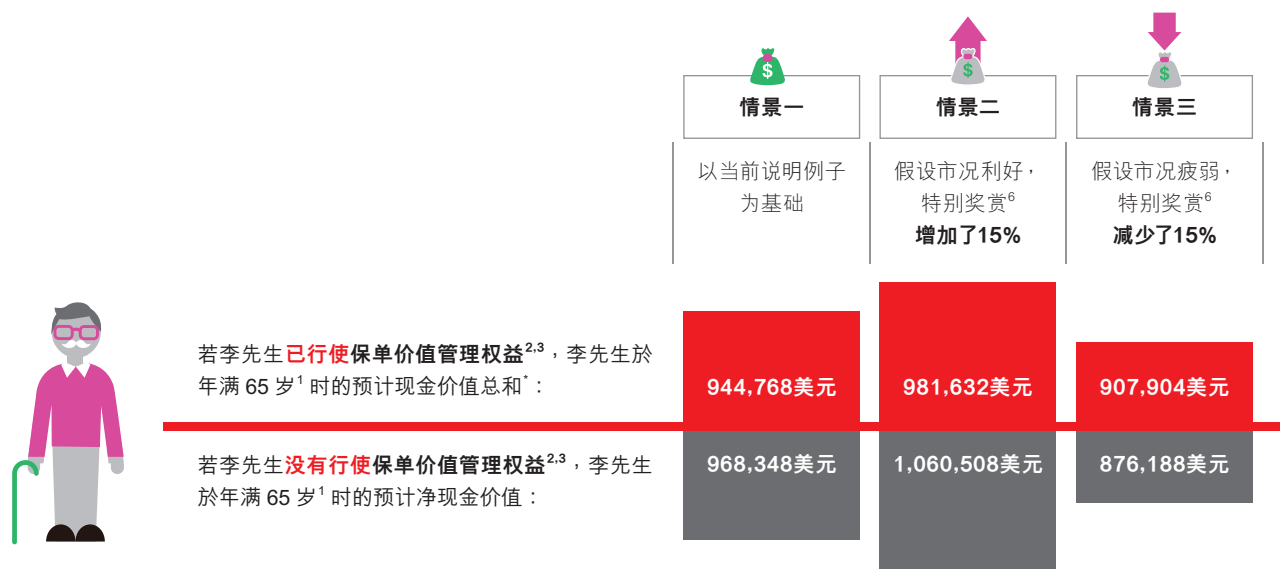 $
$
$
情景一
情景二
情景三
以当前说明例子
为基础
假设市况利好，
特别奖赏6
增加了15%
假设市况疲弱，
特别奖赏6
减少了15%
若李先生已行使保单价值管理权益2,3，李先生於
年满 65 岁1 时的预计现金价值总和*：
944,768美元
981,632美元
907,904美元
若李先生没有行使保单价值管理权益2,3，李先生
於年满 65 岁1 时的预计净现金价值：
968,348美元
1,060,508美元
876,188美元